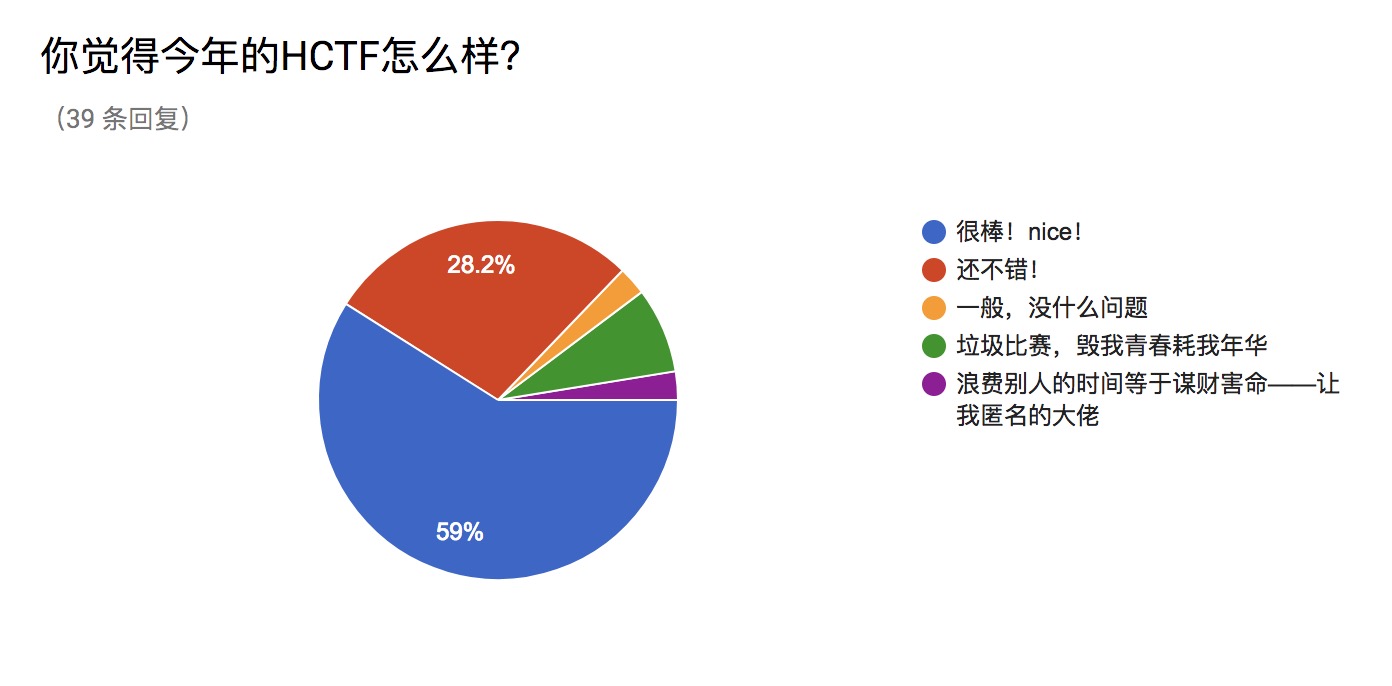 你觉得今年的HCTF怎么样?
（39 条回复）
28.2%
59%
很棒！nice！
还不错！
一般，没什么问题
垃圾比赛，毁我青春耗我年华
浪费别人的时间等于谋财害命——让
我匿名的大佬